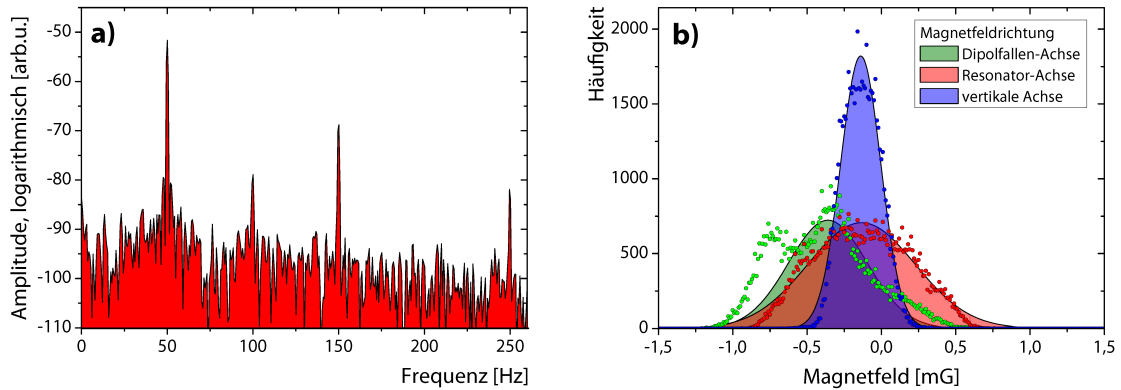 a)
Amplitude, logarithmisch [arb.u.]
-50
-60
-70
-80
-90
-100
-110
0 50 100 150 200 250
Frequenz [Hz]
b)
Häufigkeit
2000
1500
1000
500
0
Magnetfeldrichtung
Dipolfallen-Achse
Resonator-Achse
vertikale Achse
-1,5 -1,0 -0,5 0,0 0,5 1,0 1,5
Magnetfeld [mG]